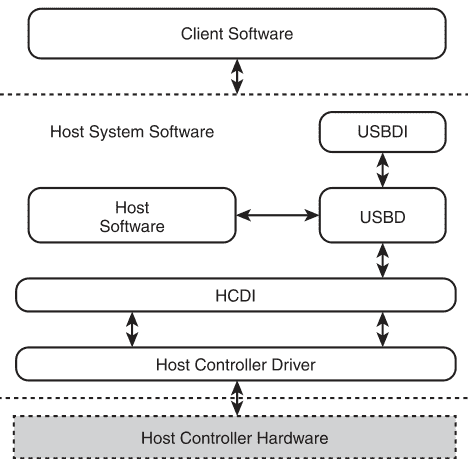 Client Software
Host System Software
USBDI
Host
Software
USBD
HCDI
Host Controller Driver
Host Controller Hardware